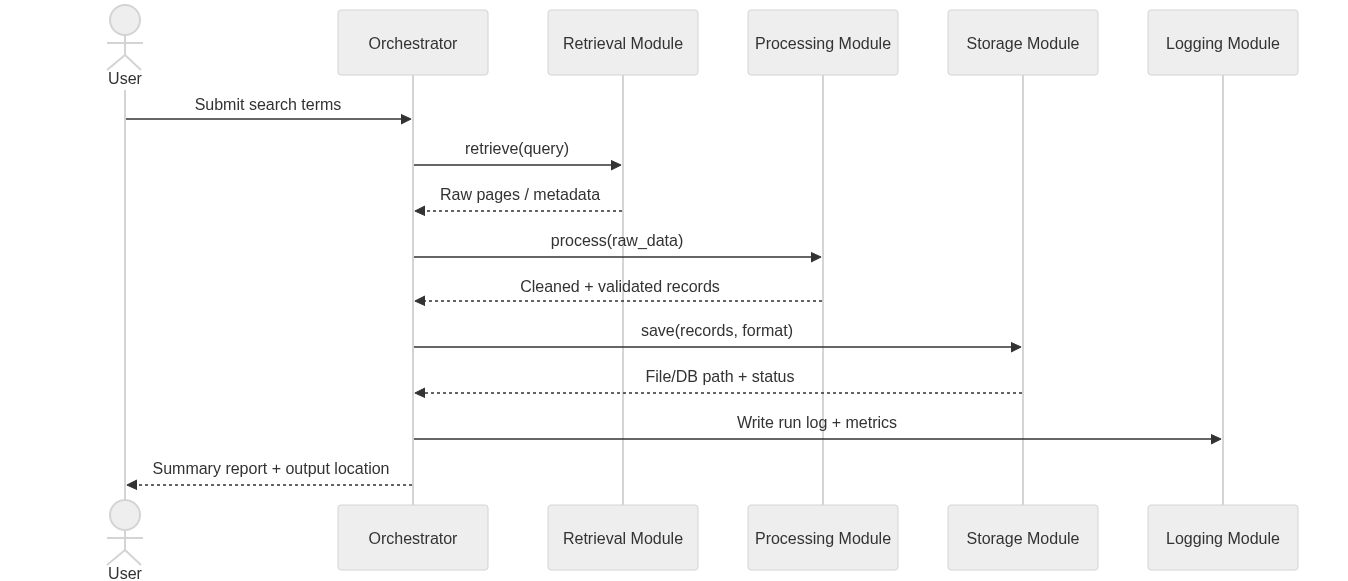 User
Orchestrator
Retrieval Module
Processing Module
Storage Module
Logging Module
Submit search terms
retrieve(query)
Raw pages / metadata
process(raw_data)
Cleaned + validated records
save(records, format)
File/DB path + status
Write run log + metrics
Summary report + output location
User
Orchestrator
Retrieval Module
Processing Module
Storage Module
Logging Module